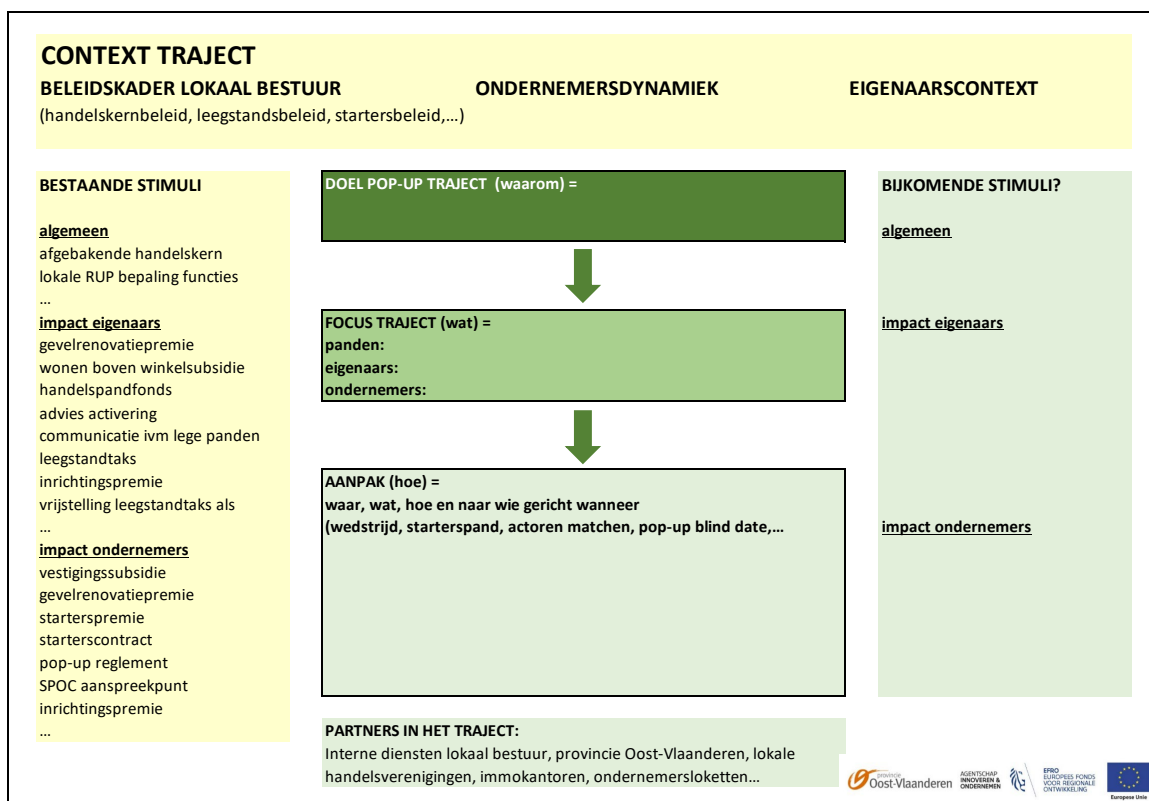 CONTEXT TRAJECT
BELEIDSKADER LOKAAL BESTUUR ONDERNEMERSDYNAMIEK EIGENAARSCONTEXT
(handelskernbeleid, leegstandsbeleid, startersbeleid,…)
BESTAANDE STIMULI
algemeen
afgebakende handelskern
lokale RUP bepaling functies
…
impact eigenaars
gevelrenovatiepremie
wonen boven winkelsubsidie
handelspandfonds
advies activering
communicatie ivm lege panden
leegstandtaks
inrichtingspremie
vrijstelling leegstandtaks als
…
impact ondernemers
vestigingssubsidie
gevelrenovatiepremie
starterspremie
starterscontract
pop-up reglement
SPOC aanspreekpunt
inrichtingspremie
…
DOEL POP-UP TRAJECT (waarom) =
FOCUS TRAJECT (wat) =
panden:
eigenaars:
ondernemers:
AANPAK (hoe) =
waar, wat, hoe en naar wie gericht wanneer
(wedstrijd, starterspand, actoren matchen, pop-up blind date,…
PARTNERS IN HET TRAJECT:
Interne diensten lokaal bestuur, provincie Oost-Vlaanderen, lokale
handelsverenigingen, immokantoren, ondernemersloketten…
BIJKOMENDE STIMULI?
algemeen
impact eigenaars
impact ondernemers
provincie
Oost-Vlaanderen
AGENTSCHAP
INNOVEREN &
ONDERNEMEN
EFRO
EUROPEES FONDS
VOOR REGIONALE
ONTWIKKELING
Europese Unie